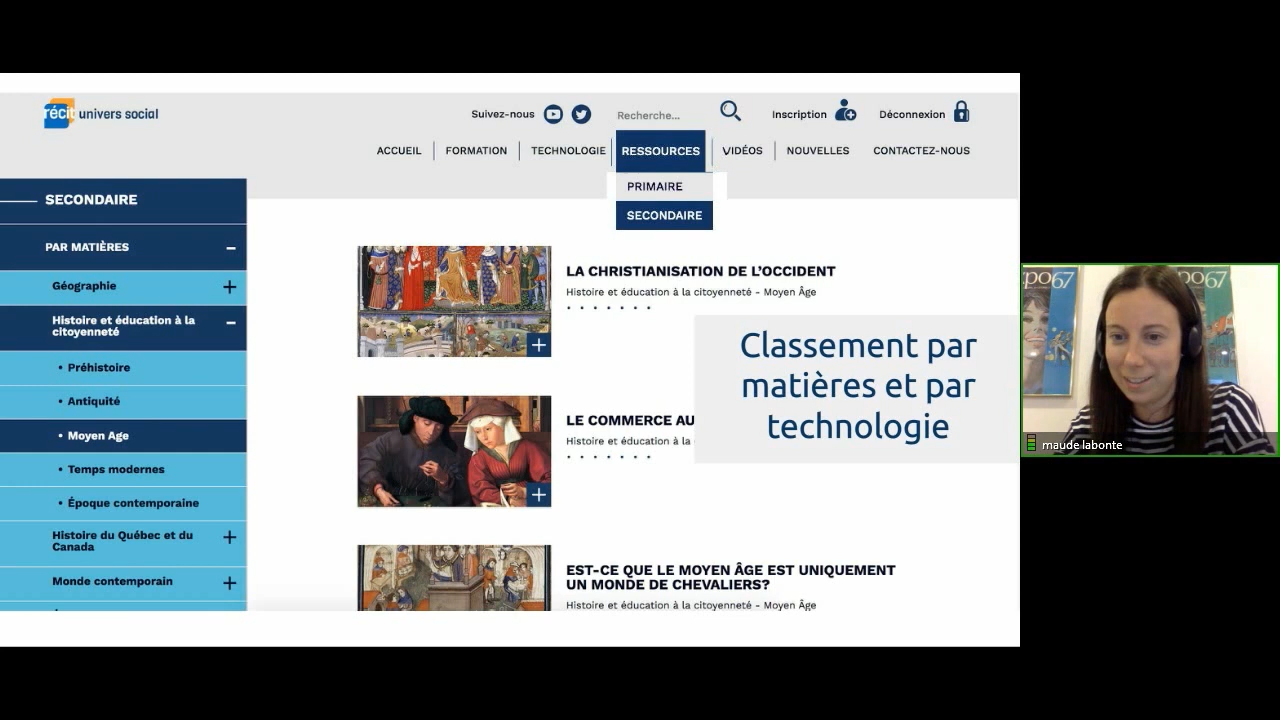 récit univers social
Suivez-nous
Recherche...
Inscription
Déconnexion
ACCUEIL
FORMATION
TECHNOLOGIE
RESSOURCES
VIDÉOS
NOUVELLES
CONTACTEZ-NOUS
PRIMAIRE
SECONDAIRE
SECONDAIRE
PAR MATIÈRES
Géographie
Histoire et éducation à la
citoyenneté
• Préhistoire
• Antiquité
• Moyen Age
• Temps modernes
• Époque contemporaine
Histoire du Québec et du
Canada
Monde contemporain
LA CHRISTIANISATION DE L'OCCIDENT
Histoire et éducation à la citoyenneté - Moyen Âge
LE COMMERCE AU
Histoire et éducation à la
EST-CE QUE LE MOYEN ÂGE EST UNIQUEMENT
UN MONDE DE CHEVALIERS?
Histoire et éducation à la citoyenneté - Moyen Âge
Classement par
matières et par
technologie
xpo67
po67
maude labonte